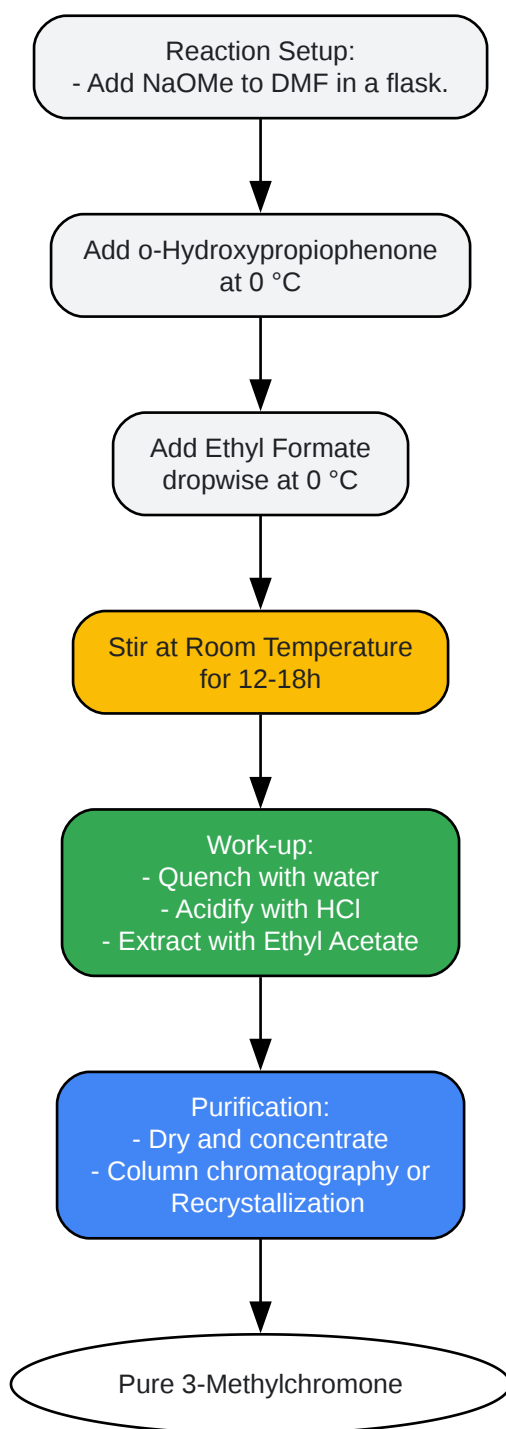 Reaction Setup:
- Add NaOMe to DMF in a flask.
Add o-Hydroxypropiophenone
at 0 °C
Add Ethyl Formate
dropwise at 0 °C
Stir at Room Temperature
for 12-18h
Work-up:
- Quench with water
- Acidify with HCl
- Extract with Ethyl Acetate
Purification:
- Dry and concentrate
- Column chromatography or
Recrystallization
Pure 3-Methylchromone